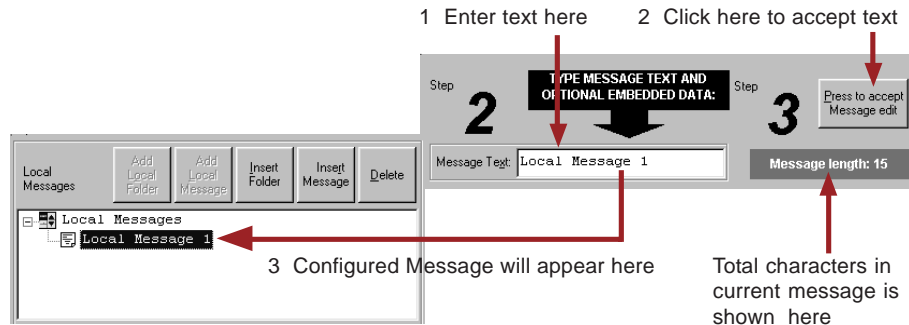 1 Enter text here
2 Click here to accept text
Step
2
TYPE MESSAGE TEXT AND
OPTIONAL EMBEDDED DATA:
Step
3
Press to accept
Message edit
Message Text: Local Message 1
Message length: 15
Local
Messages
Add
Local
Folder
Add
Local
Message
Insert
Folder
Insert
Message
Delete
Local Messages
Local Message 1
3 Configured Message will appear here
Total characters in
current message is
shown here